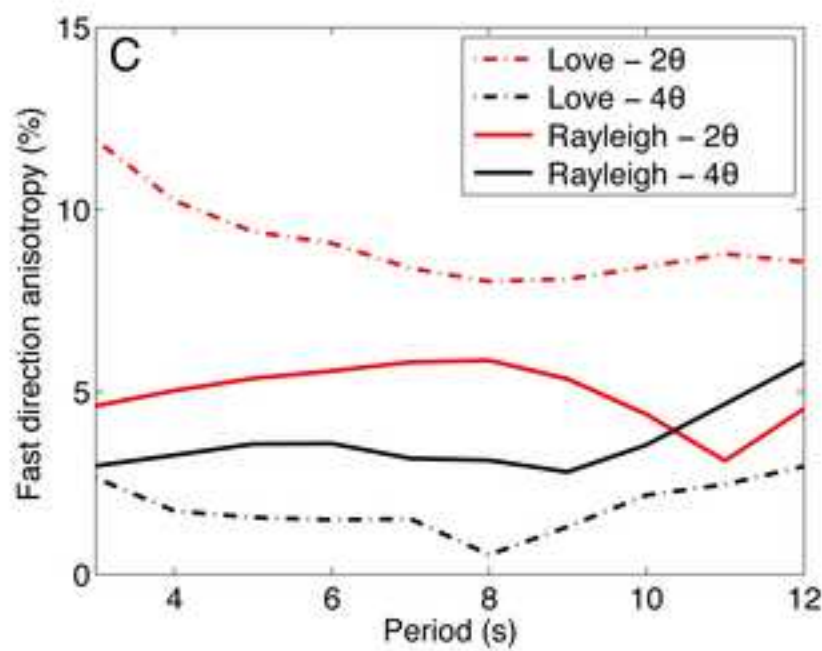 C
Love – 2θ
Love – 4θ
Rayleigh – 2θ
Rayleigh – 4θ
Fast direction anisotropy (%)
15
10
5
0
4 6 8 10 12
Period (s)